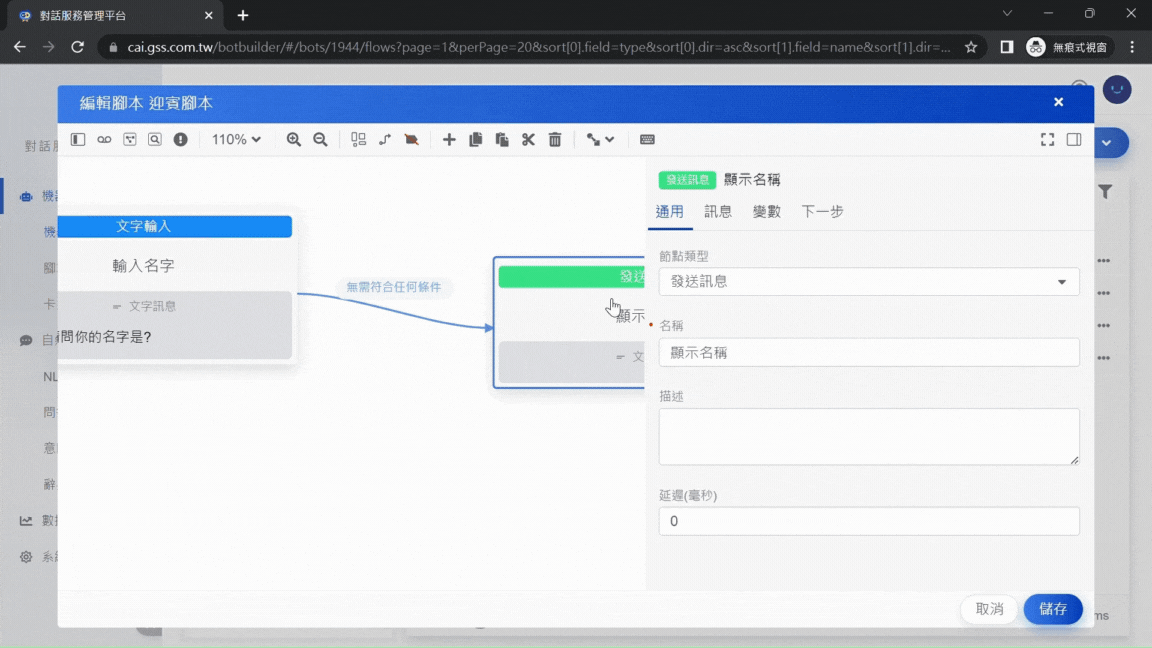 對話服務管理平台
cai.gss.com.tw/botbuilder/#/bots/1944/flows?page=1&perPage=20&sort[0].field=type&sort[0].dir=asc&sort[1].field=name&sort[1].dir=...
無痕式視窗
編輯腳本 迎賓腳本
110%
對話服
機
機
腳
卡
自
NL
問
意
辭
數
系
文字輸入
輸入名字
文字訊息
問你的名字是?
無需符合任何條件
發送
顯示
文
發送訊息 顯示名稱
通用 訊息 變數 下一步
節點類型
發送訊息
名稱
顯示名稱
描述
延遲(毫秒)
0
取消 儲存
ms